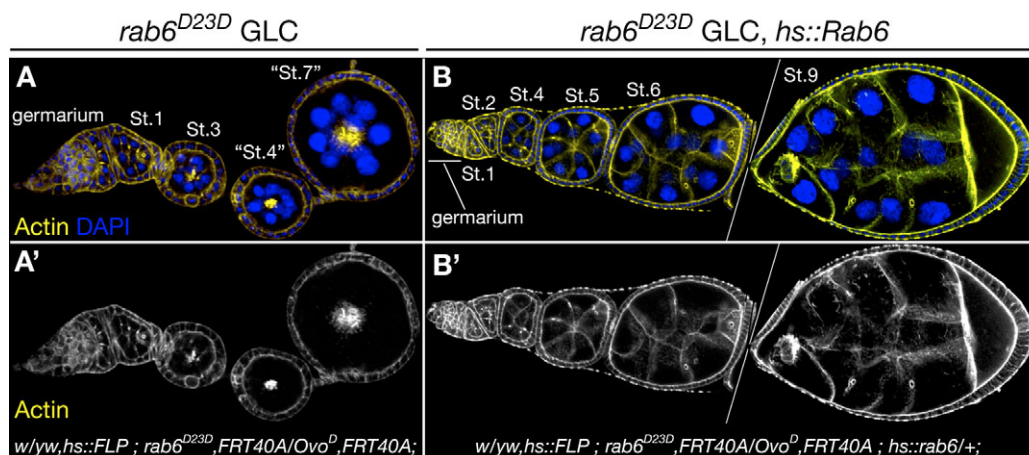 rab6D23D GLC
rab6D23D GLC, hs::Rab6
A
germarium
St.1
St.3
"St.4"
"St.7"
Actin DAPI
B
St.2
St.4
St.5
St.6
St.9
St.1
germarium
A'
Actin
w/yw,hs::FLP ; rab6D23D,FRT40A/OvoD,FRT40A;
B'
w/yw,hs::FLP ; rab6D23D,FRT40A/OvoD,FRT40A ; hs::rab6/+;